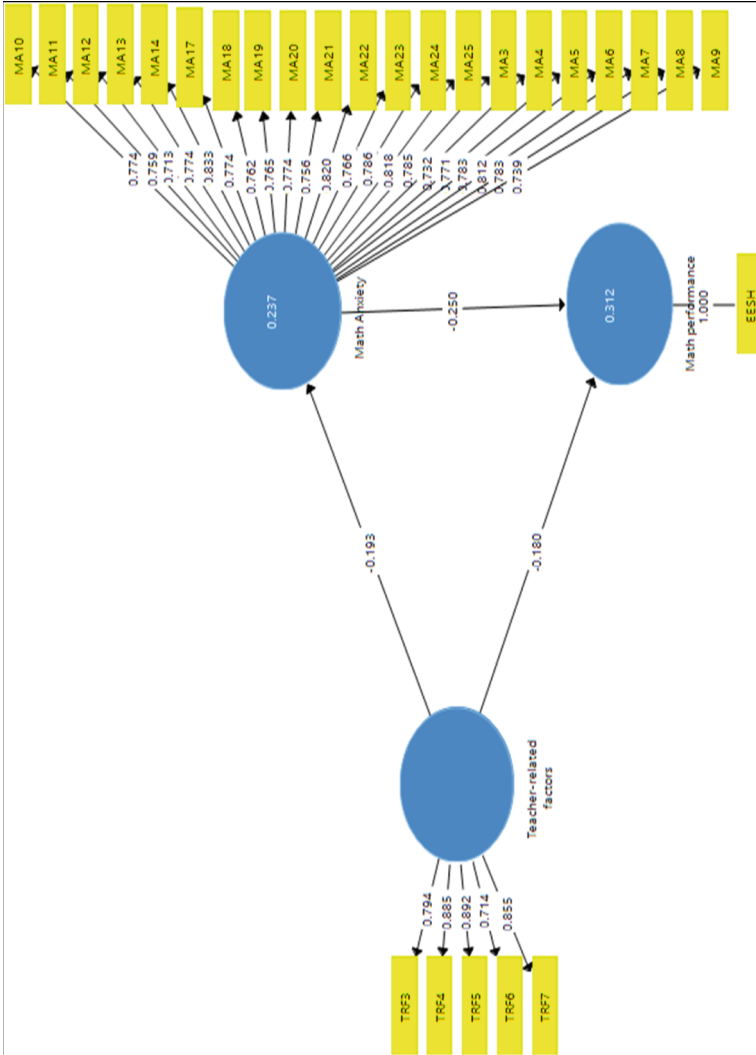 MA10
MA11
MA12
MA13
MA14
MA17
MA18
MA19
MA20
MA21
MA22
MA23
MA24
MA25
MA3
MA4
MA5
MA6
MA7
MA8
MA9
0.774
0.759
0.713
0.774
0.833
0.774
0.762
0.765
0.774
0.756
0.820
0.766
0.786
0.818
0.785
0.732
0.771
0.783
0.812
0.783
0.739
0.237
Math Anxiety
-0.250
0.312
Math performance
1.000
EESH
-0.193
-0.180
Teacher-related
factors
0.794
0.885
0.892
0.714
0.855
TRF3
TRF4
TRF5
TRF6
TRF7